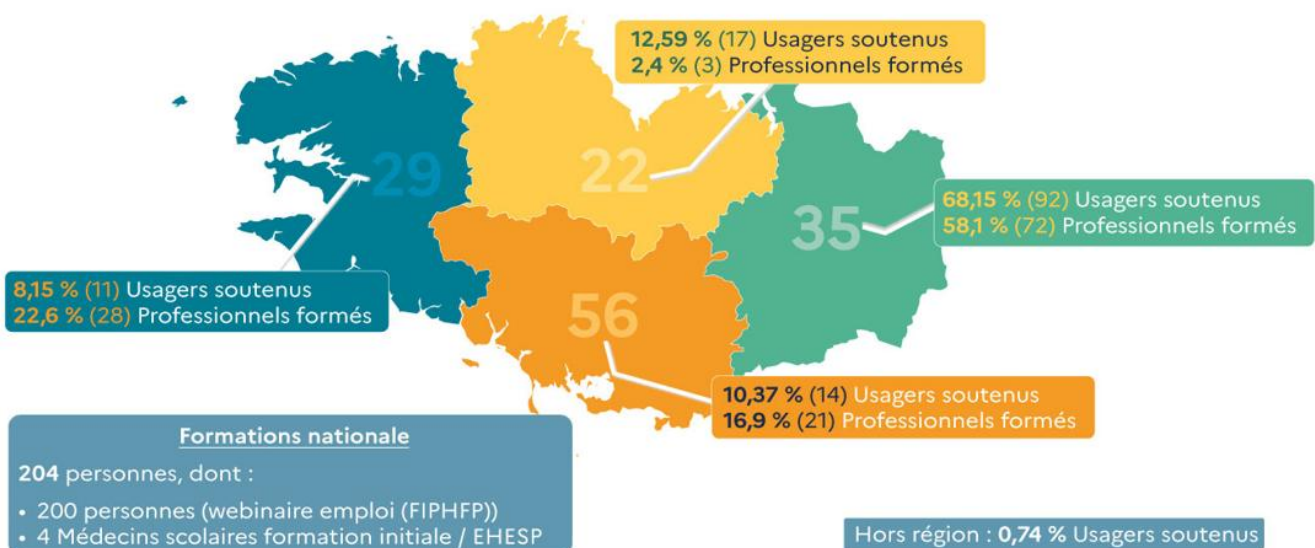 12,59 % (17) Usagers soutenus
2,4 % (3) Professionnels formés
29
22
35
68,15 % (92) Usagers soutenus
58,1 % (72) Professionnels formés
8,15 % (11) Usagers soutenus
22,6 % (28) Professionnels formés
56
10,37 % (14) Usagers soutenus
16,9 % (21) Professionnels formés
Formations nationale
204 personnes, dont :
• 200 personnes (webinaire emploi (FIPHFP))
• 4 Médecins scolaires formation initiale / EHESP
Hors région : 0,74 % Usagers soutenus